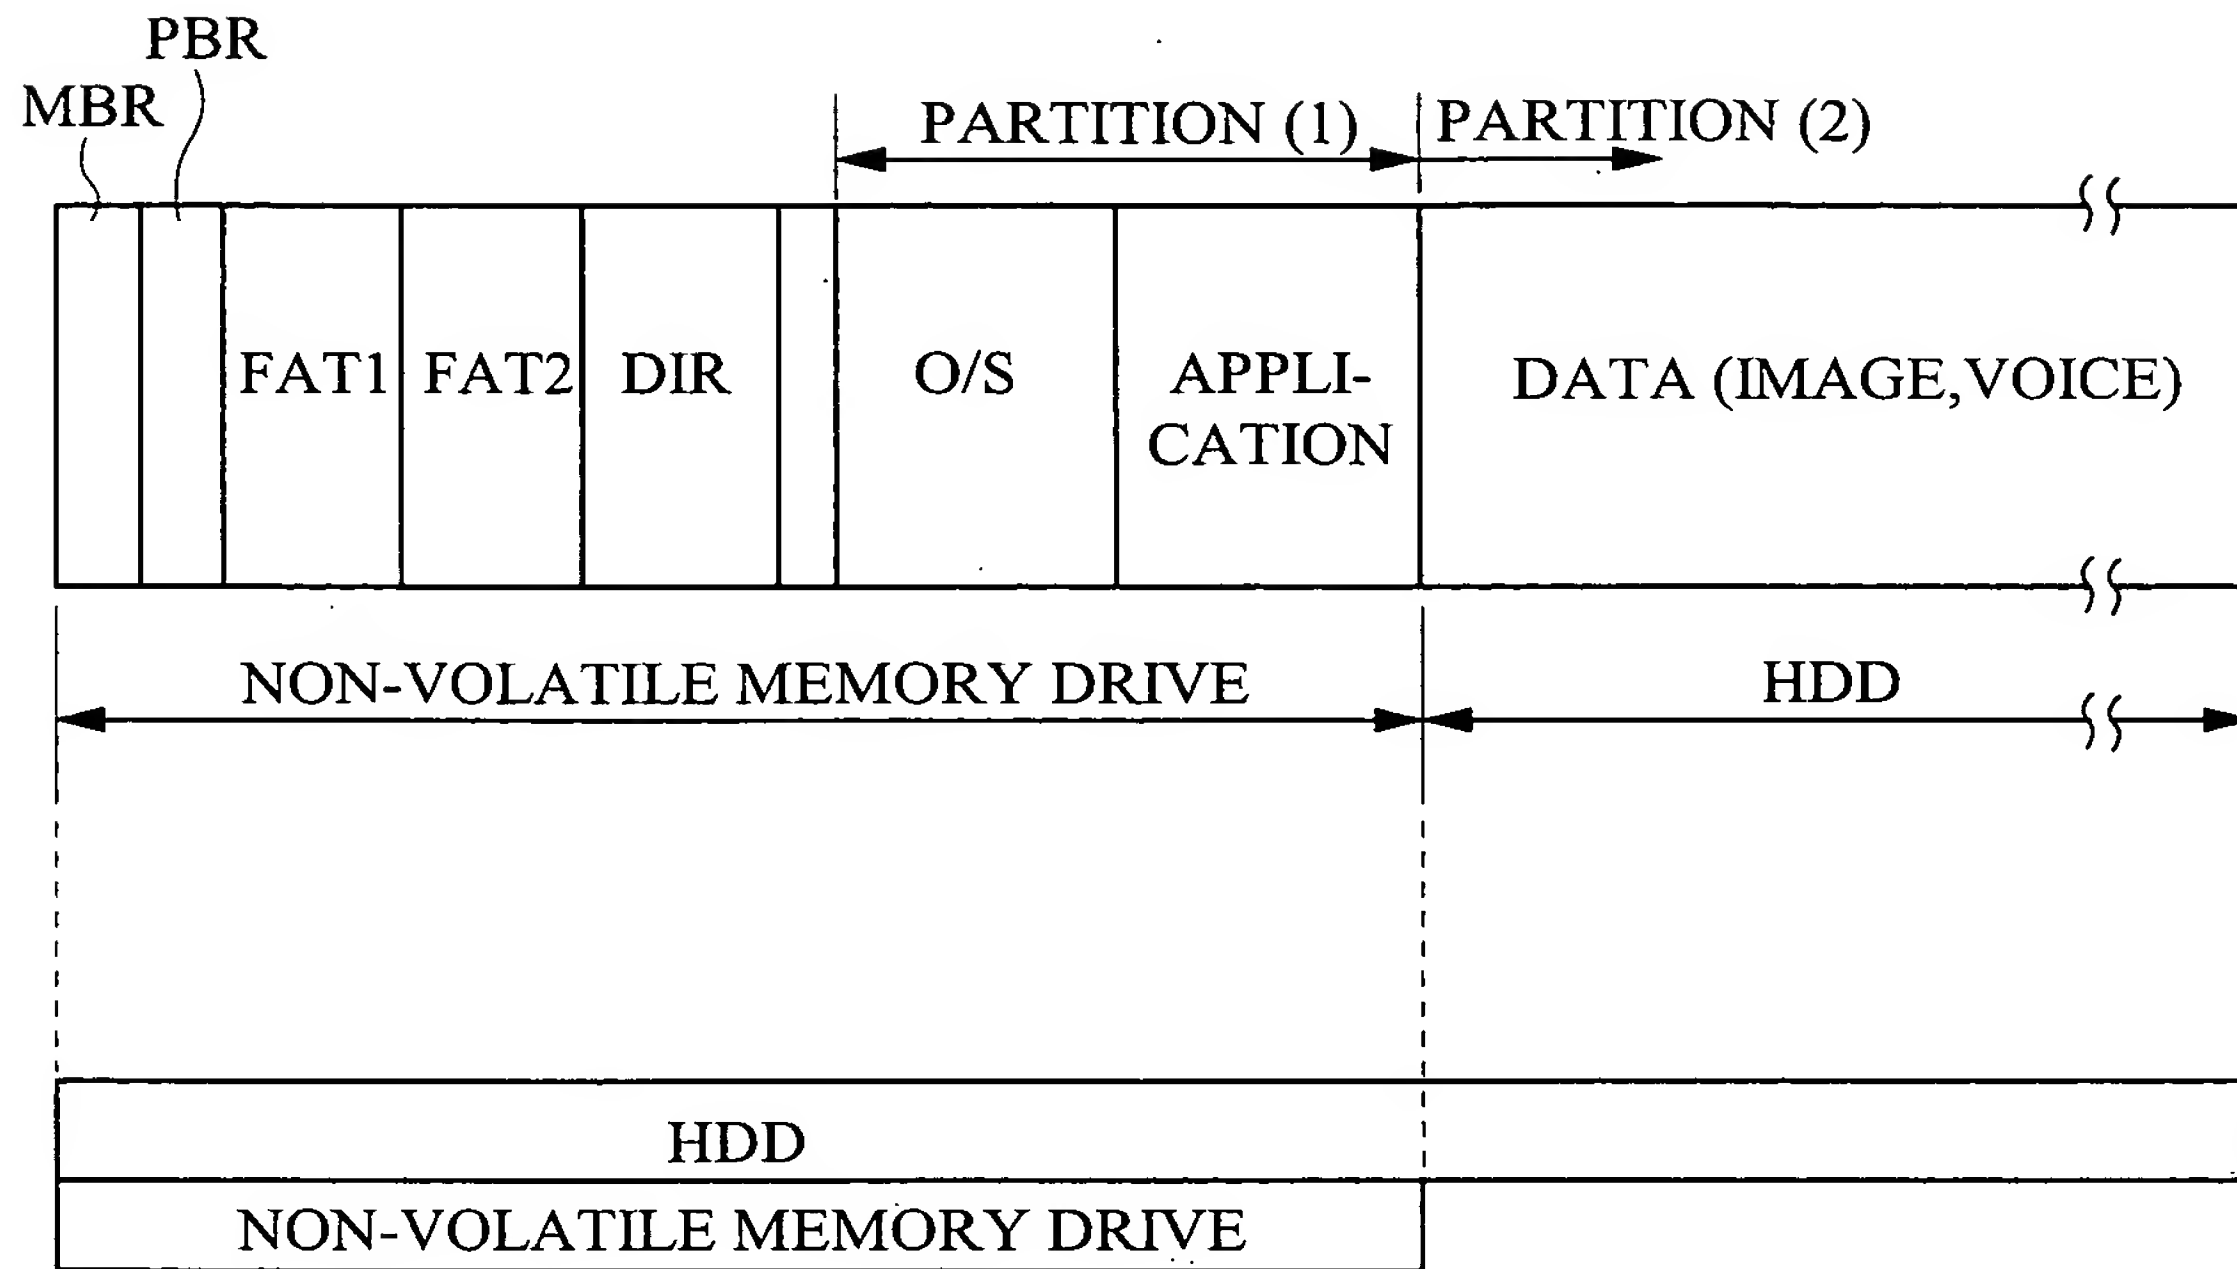 PBR
MBR
PARTITION (1)
PARTITION (2)
FAT1
FAT2
DIR
O/S
APPLI-
CATION
DATA (IMAGE,VOICE)
NON-VOLATILE MEMORY DRIVE
HDD
HDD
NON-VOLATILE MEMORY DRIVE